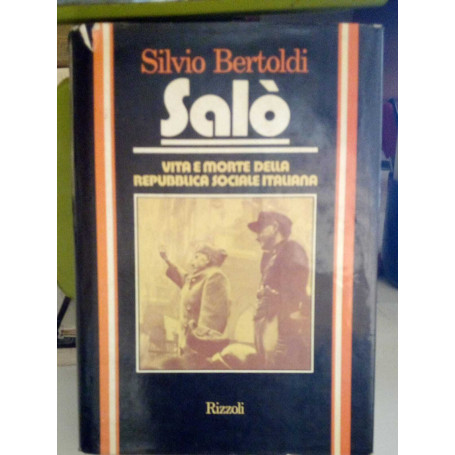 Silvio Bertoldi
Salò
VITA E MORTE DELLA
REPUBBLICA SOCIALE ITALIANA
Rizzoli